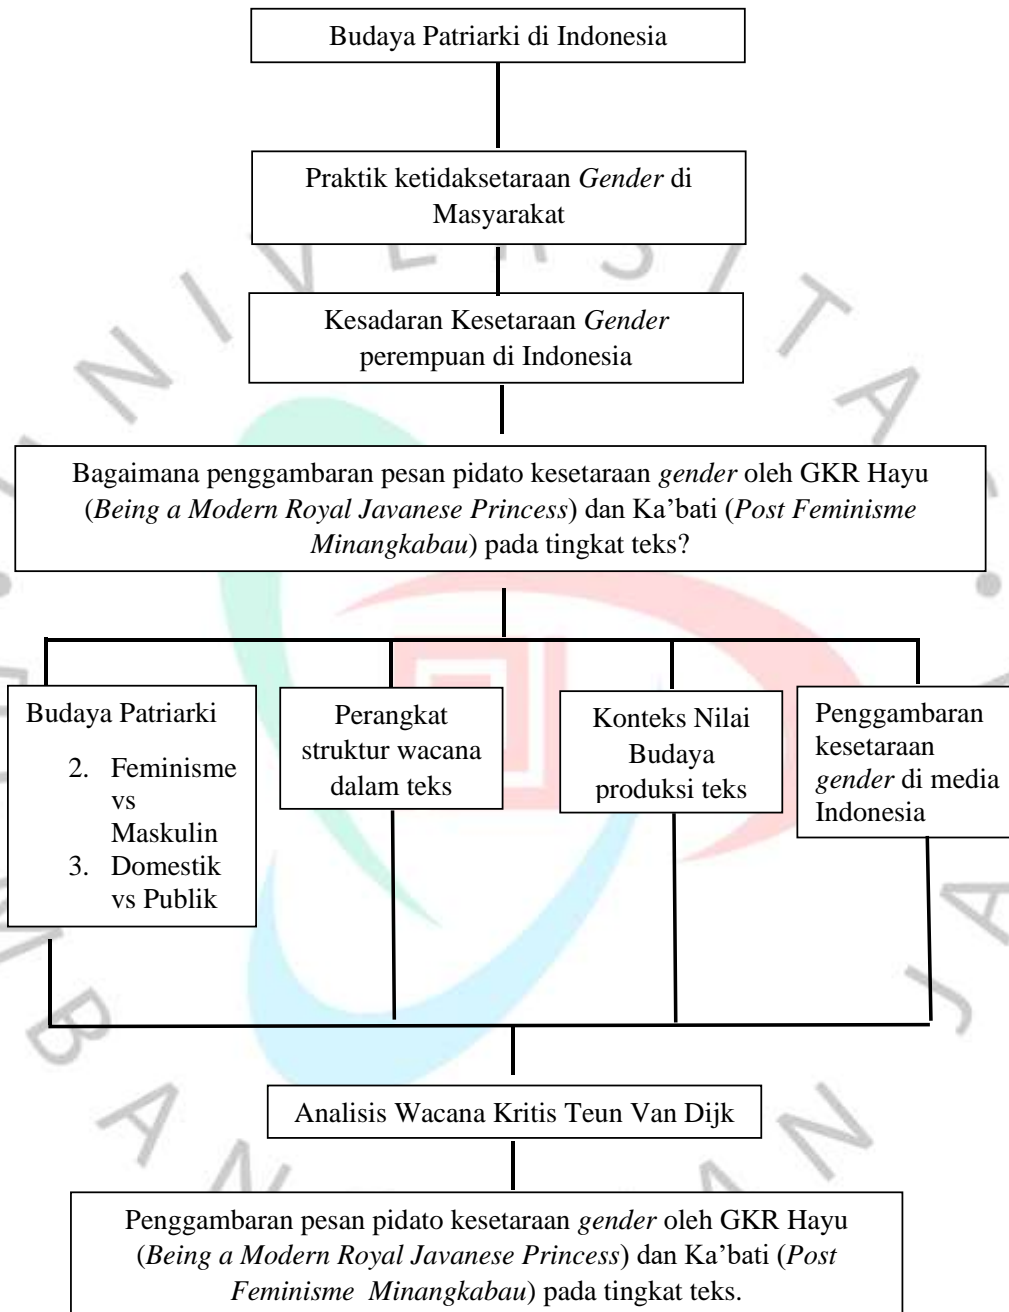 Budaya Patriarki di Indonesia
Praktik ketidaksetaraan Gender di
Masyarakat
Kesadaran Kesetaraan Gender
perempuan di Indonesia
Bagaimana penggambaran pesan pidato kesetaraan gender oleh GKR Hayu
(Being a Modern Royal Javanese Princess) dan Ka’bati (Post Feminisme
Minangkabau) pada tingkat teks?
Budaya Patriarki
2. Feminisme
vs
Maskulin
3. Domestik
vs Publik
Perangkat
struktur wacana
dalam teks
Konteks Nilai
Budaya
produksi teks
Penggambaran
kesetaraan
gender di media
Indonesia
Analisis Wacana Kritis Teun Van Dijk
Penggambaran pesan pidato kesetaraan gender oleh GKR Hayu
(Being a Modern Royal Javanese Princess) dan Ka’bati (Post
Feminisme Minangkabau) pada tingkat teks.